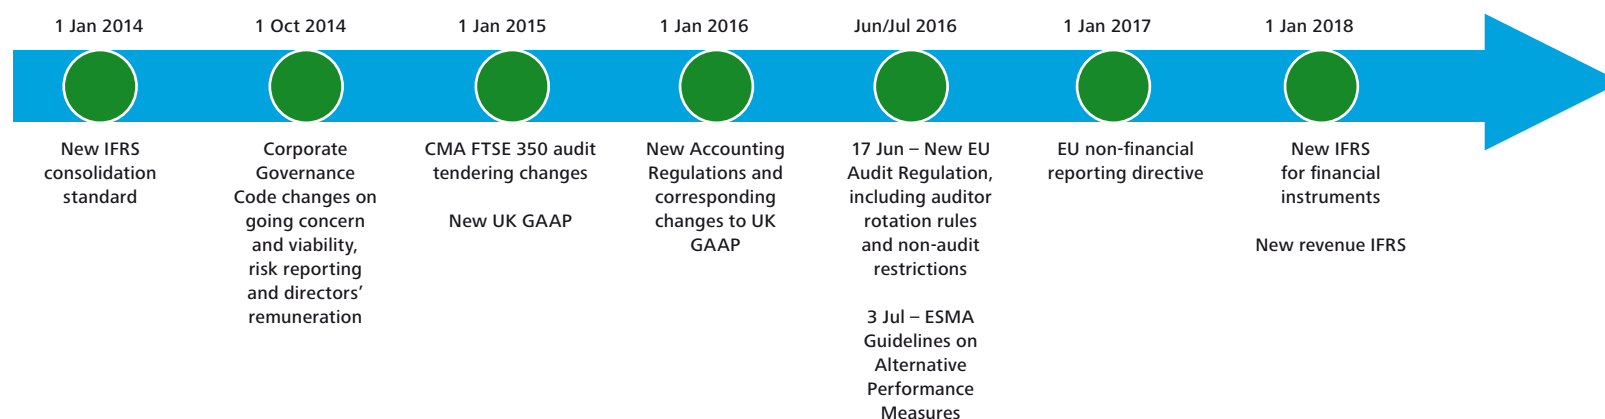 1 Jan 2014
1 Oct 2014
1 Jan 2015
1 Jan 2016
Jun/Jul 2016
1 Jan 2017
1 Jan 2018
New IFRS
consolidation
standard
Corporate
Governance
Code changes on
going concern
and viability,
risk reporting
and directors’
remuneration
CMA FTSE 350 audit
tendering changes
New UK GAAP
New Accounting
Regulations and
corresponding
changes to UK
GAAP
17 Jun – New EU
Audit Regulation,
including auditor
rotation rules
and non-audit
restrictions
3 Jul – ESMA
Guidelines on
Alternative
Performance
Measures
EU non-financial
reporting directive
New IFRS
for financial
instruments
New revenue IFRS